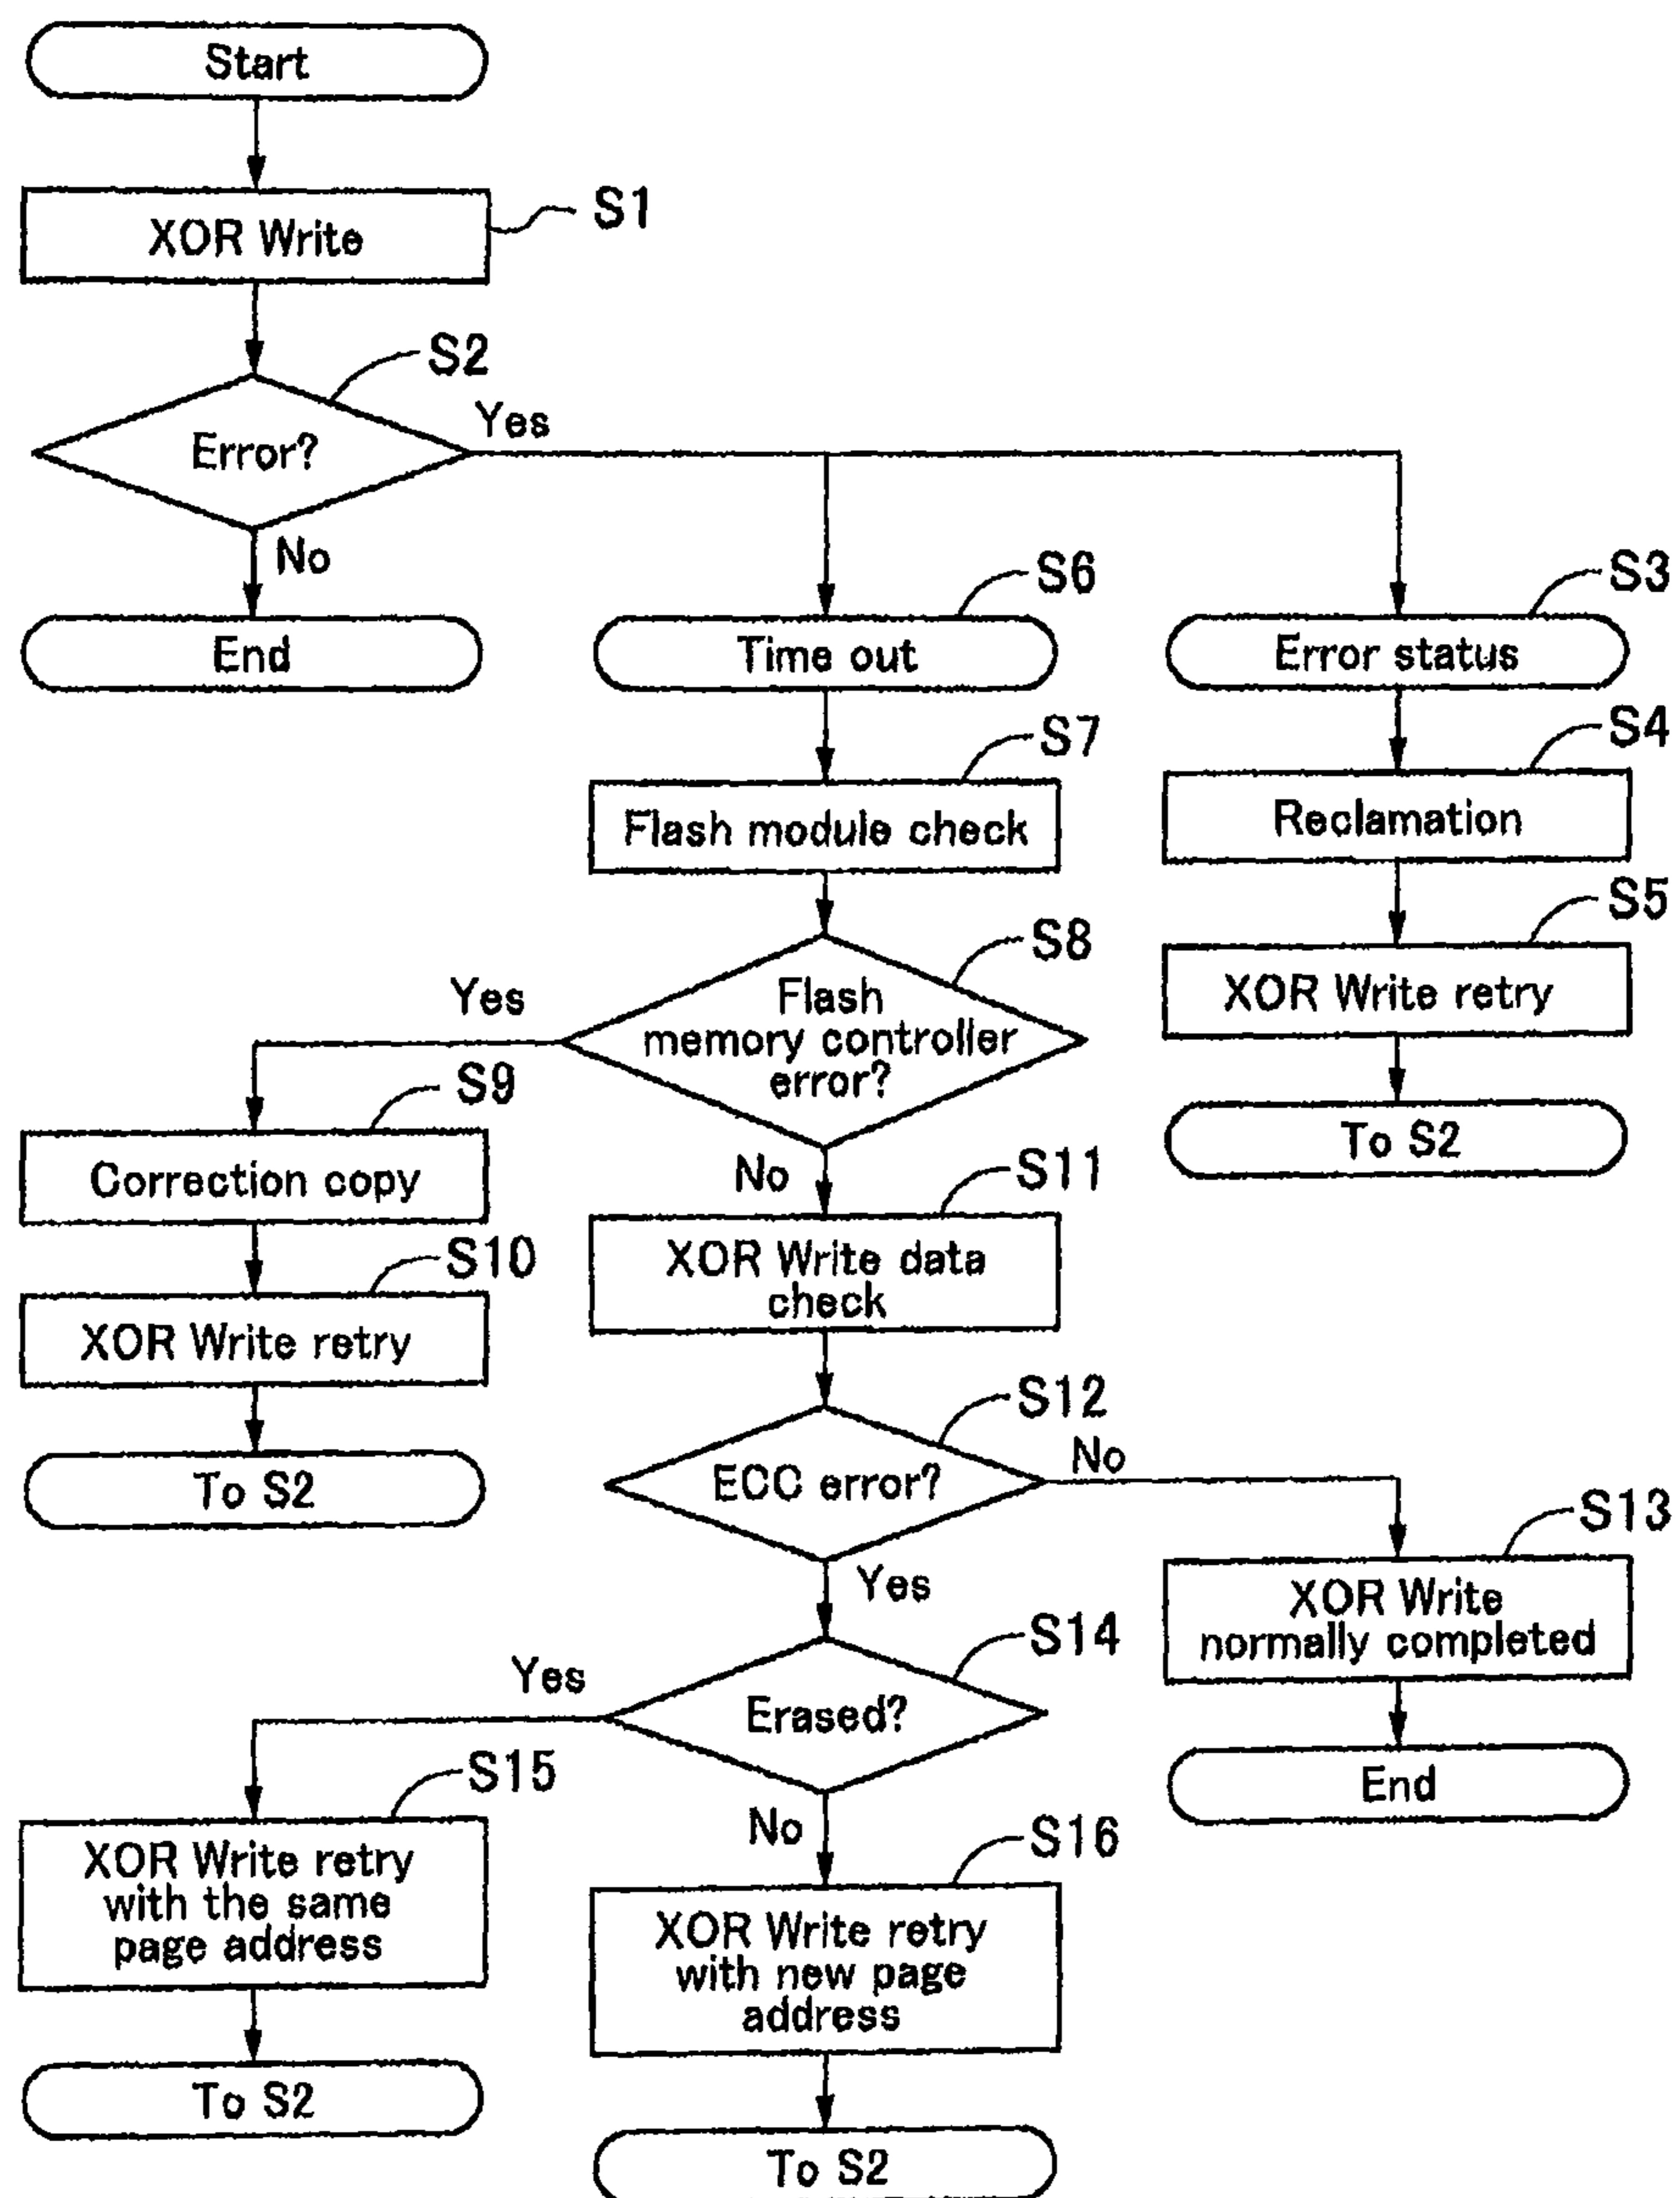 Start
XOR Write
S1
S2
Error?
Yes
No
End
S6
Time out
S3
Error status
S7
Flash module check
S4
Reclamation
S5
XOR Write retry
To S2
S8
Flash
memory controller
error?
Yes
S9
Correction copy
S10
XOR Write retry
To S2
No
S11
XOR Write data
check
S12
ECC error?
No
S13
XOR Write
normally completed
End
Yes
S14
Erased?
Yes
S15
XOR Write retry
with the same
page address
To S2
No
S16
XOR Write retry
with new page
address
To S2